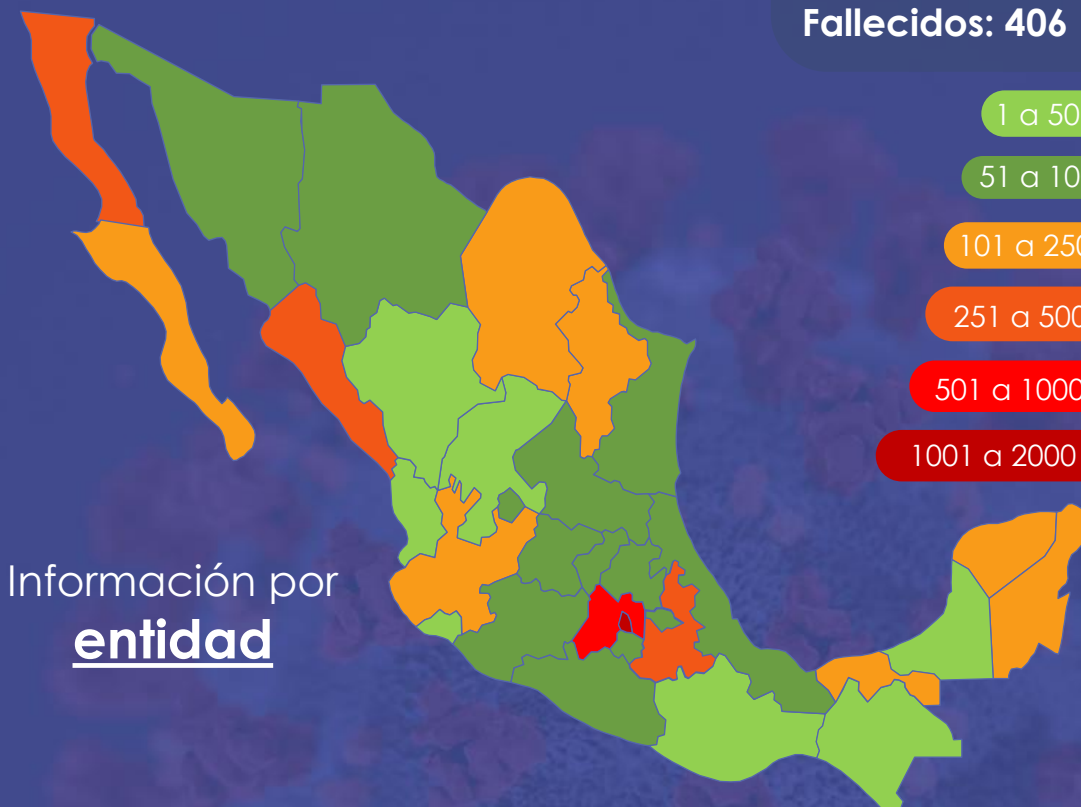 Fallecidos: 406
1 a 50
51 a 10
101 a 250
251 a 500
501 a 1000
1001 a 2000
Información por
entidad